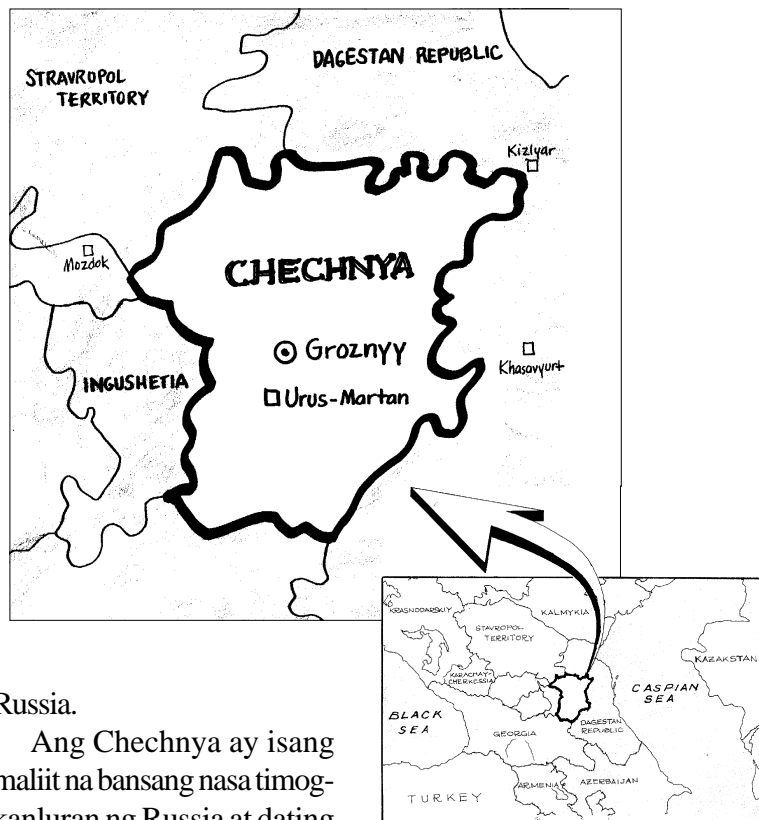 STRAVROPOL
TERRITORY
DAGESTAN REPUBLIC
Kizlyar
Mozdok
CHECHNYA
Groznyy
Urus-Martan
INGUSHETIA
Khasavyurt
KRASNODARSKIY
KALMYKIA
STAVROPOL
TERRITORY
KARACHAY-
CHERKESSIA
KAZAKSTAN
CASPIAN
SEA
BLACK
SEA
DAGESTAN
REPUBLIC
GEORGIA
ARMENIA
AZERBAIJAN
TURKEY
Russia.
Ang Chechnya ay isang
maliit na bansang nasa timog-
kanluran ng Russia at dating